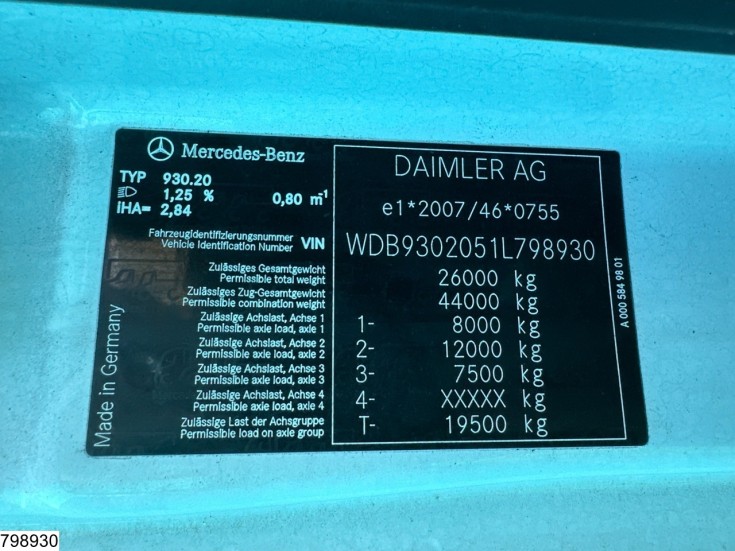 Mercedes-Benz
TYP 930.20
1,25 % 0,80 m⁻¹
IHA= 2,84
Fahrzeugidentifizierungsnummer
Vehicle Identification Number VIN
Zulässiges Gesamtgewicht
Permissible total weight
Zulässiges Zug-Gesamtgewicht
Permissible combination weight
Zulässige Achslast, Achse 1
Permissible axle load, axle 1
Zulässige Achslast, Achse 2
Permissible axle load, axle 2
Zulässige Achslast, Achse 3
Permissible axle load, axle 3
Zulässige Achslast, Achse 4
Permissible axle load, axle 4
Zulässige Last der Achsgruppe
Permissible load on axle group
Made in Germany
DAIMLER AG
e1*2007/46*0755
WDB9302051L798930
26000 kg
44000 kg
1- 8000 kg
2- 12000 kg
3- 7500 kg
4- XXXXX kg
T- 19500 kg
A 000 584 98 01
798930